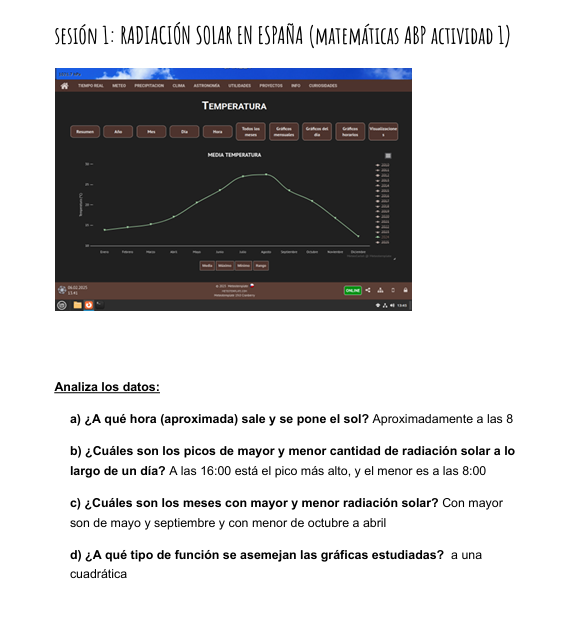 SESIÓN 1: RADIACIÓN SOLAR EN ESPAÑA (MATEMÁTICAS ABP ACTIVIDAD 1)
TIEMPO REAL METEO PRECIPITACION CLIMA ASTRONOMÍA UTILIDADES PROYECTOS INFO CURIOSIDADES
TEMPERATURA
Resumen Año Mes Dia Hora Todos los meses Gráficos mensuales Gráficos del día Gráficos horarios Visualizaciones
MEDIA TEMPERATURA
Enero Febrero Marzo Abril Mayo Junio Julio Agosto Septiembre Octubre Noviembre Diciembre
Media Máximo Mínimo Rango
ONLINE
Analiza los datos:
a) ¿A qué hora (aproximada) sale y se pone el sol? Aproximadamente a las 8
b) ¿Cuáles son los picos de mayor y menor cantidad de radiación solar a lo
largo de un día? A las 16:00 está el pico más alto, y el menor es a las 8:00
c) ¿Cuáles son los meses con mayor y menor radiación solar? Con mayor
son de mayo y septiembre y con menor de octubre a abril
d) ¿A qué tipo de función se asemejan las gráficas estudiadas? a una
cuadrática